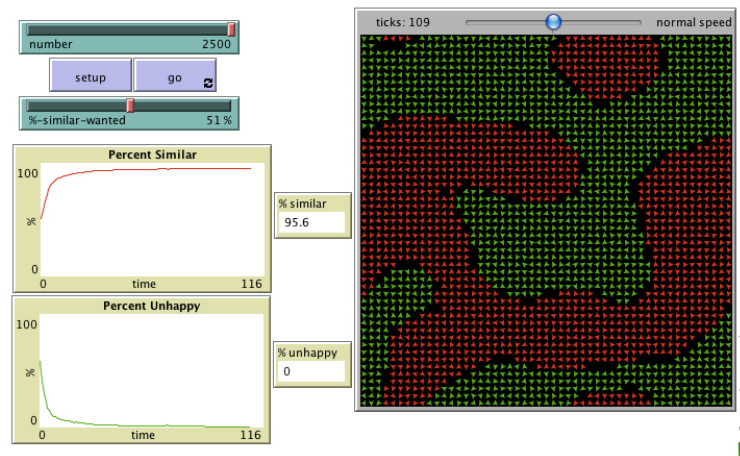 number 2500
setup
go
%-similar-wanted 51 %
Percent Similar
100
%
0
0 time 116
% similar
95.6
Percent Unhappy
100
%
0
0 time 116
% unhappy
0
ticks: 109 normal speed